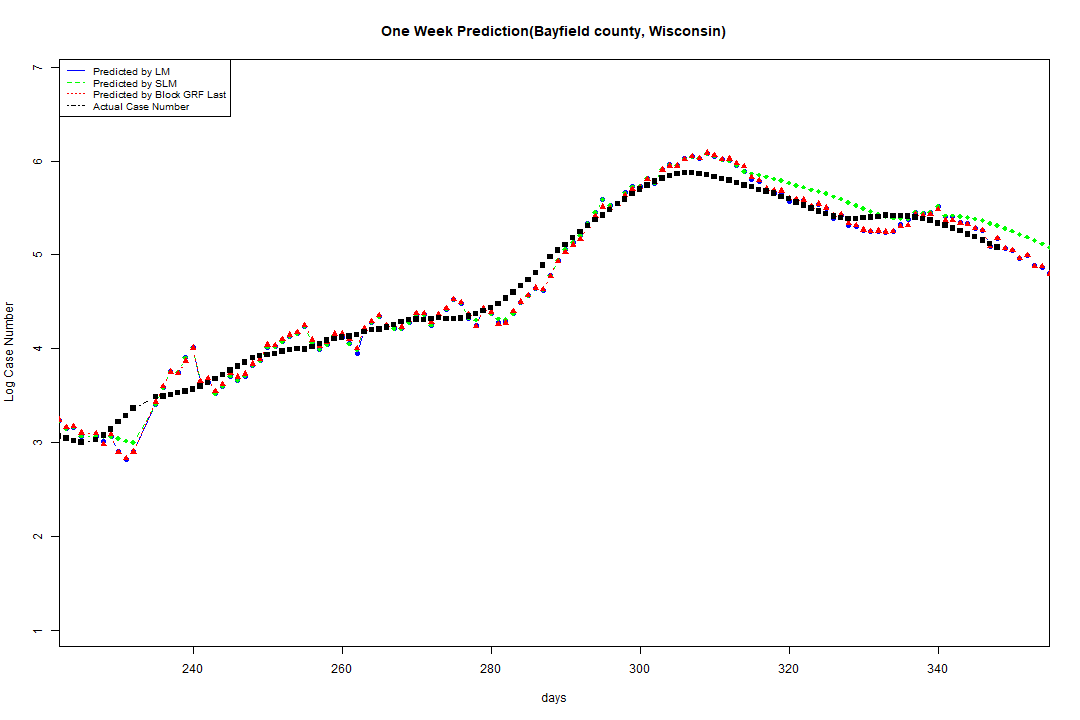 One Week Prediction(Bayfield county, Wisconsin)
Predicted by LM
Predicted by SLM
Predicted by Block GRF Last
Actual Case Number
7
6
5
4
3
2
1
Log Case Number
240 260 280 300 320 340
days